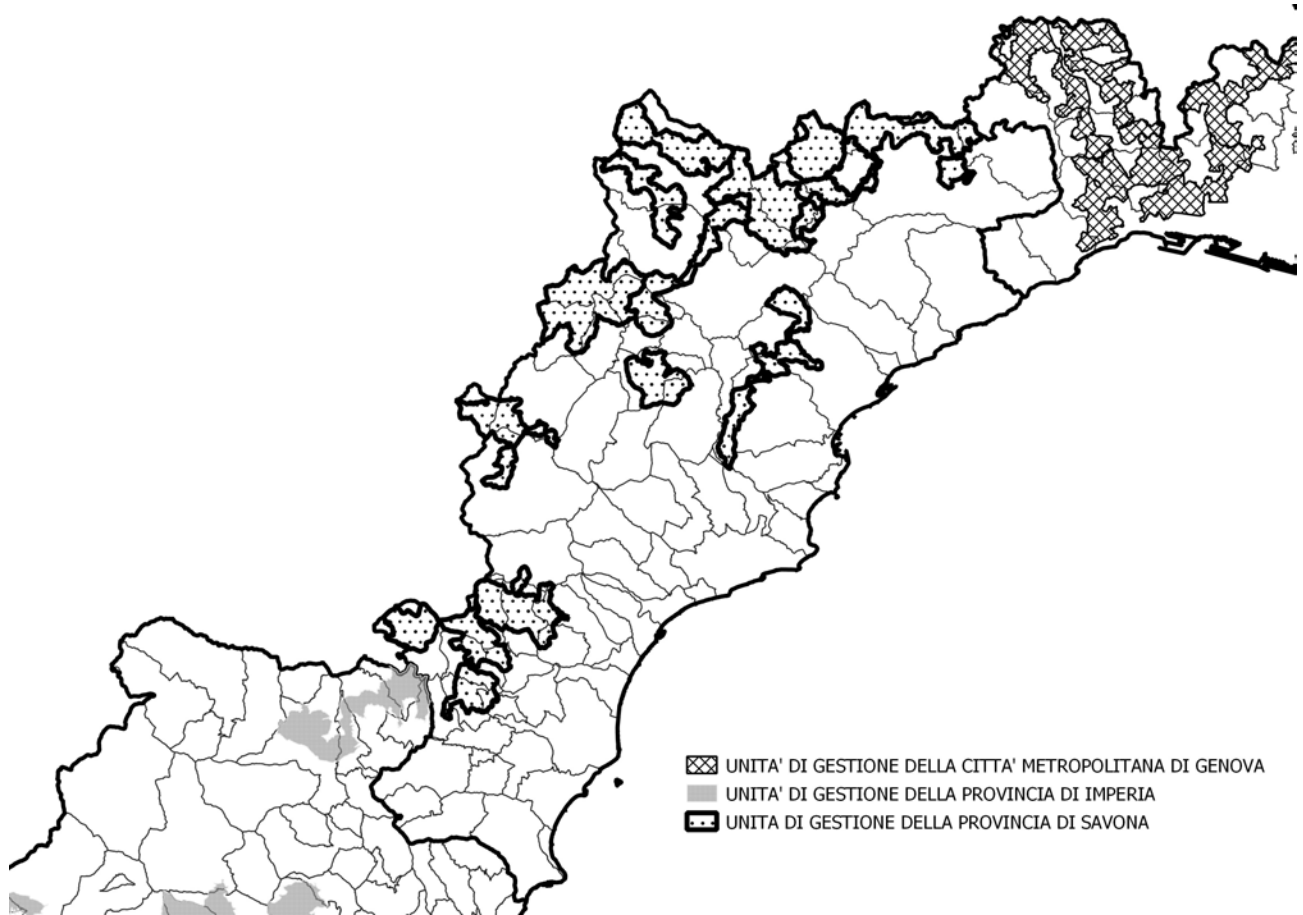 UNITA' DI GESTIONE DELLA CITTA' METROPOLITANA DI GENOVA
UNITA' DI GESTIONE DELLA PROVINCIA DI IMPERIA
UNITA DI GESTIONE DELLA PROVINCIA DI SAVONA